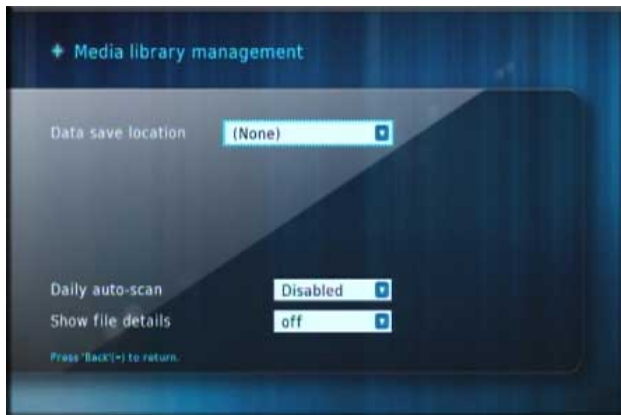 Media library management
Data save location (None)
Daily auto-scan Disabled
Show file details off
Press 'Back'(←) to return.